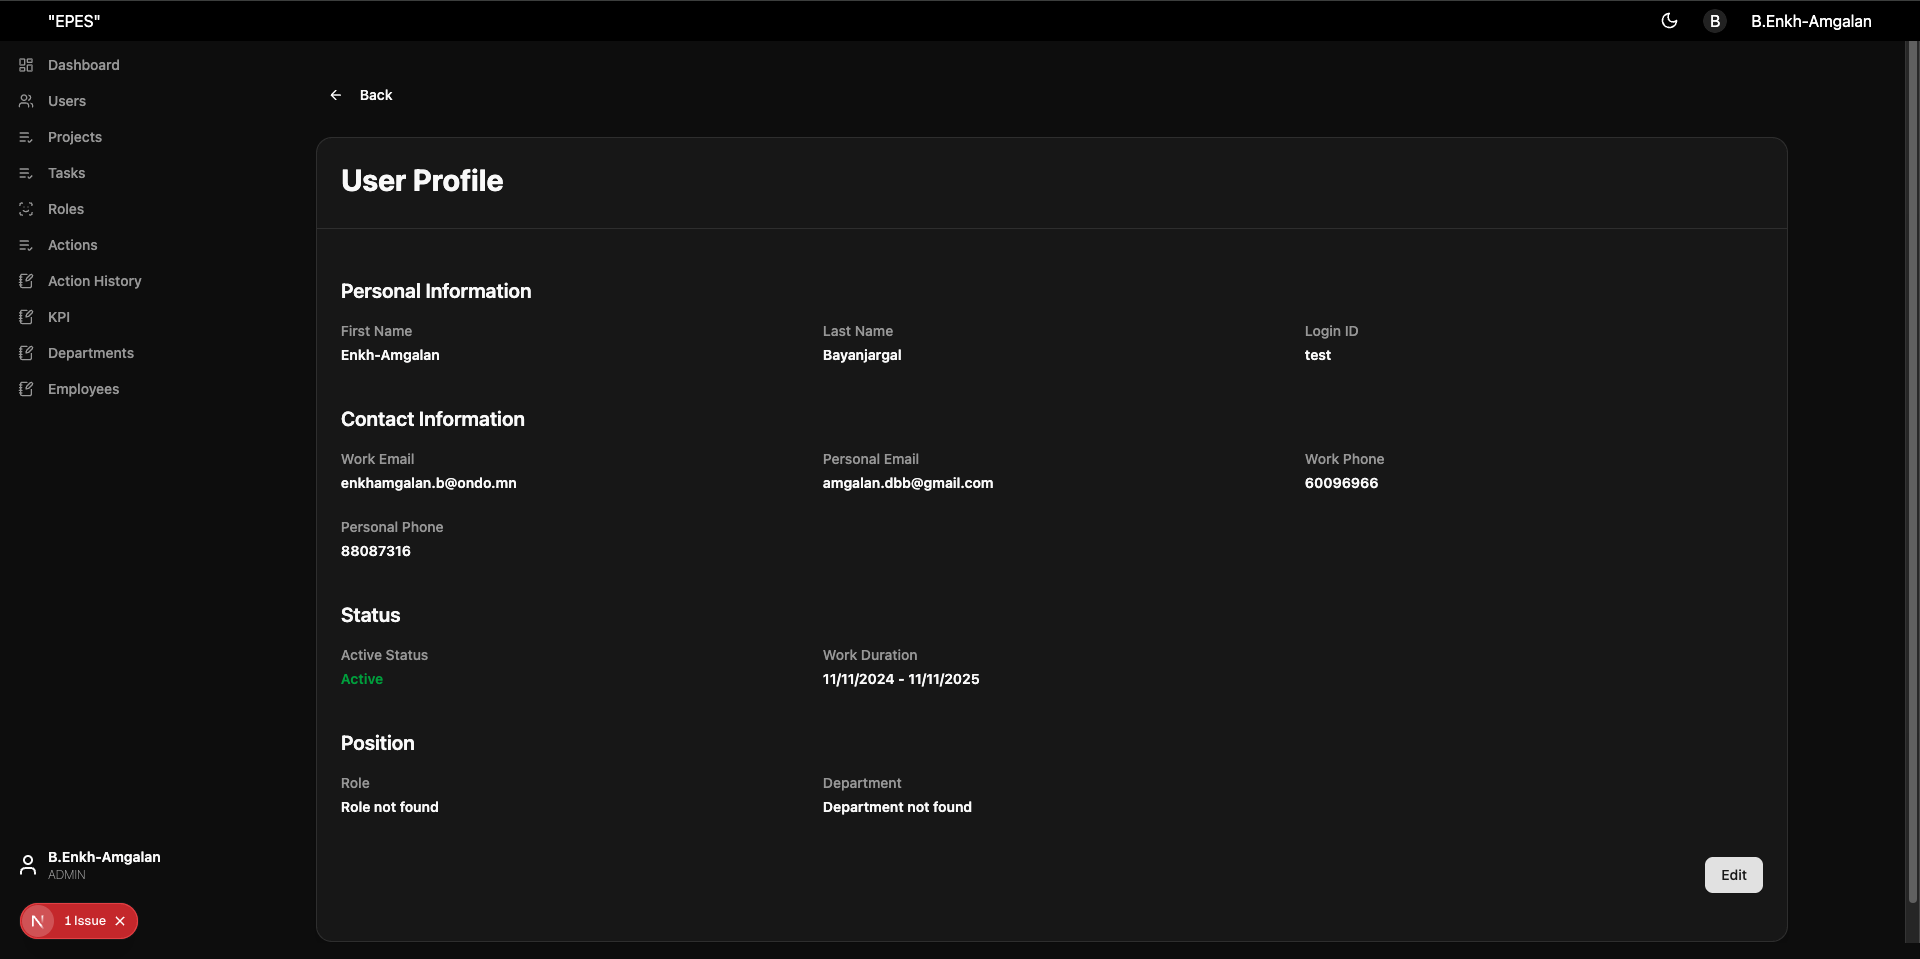 "EPES"
B
B.Enkh-Amgalan
Dashboard
Users
Projects
Tasks
Roles
Actions
Action History
KPI
Departments
Employees
Back
User Profile
Personal Information
First Name
Enkh-Amgalan
Last Name
Bayanjargal
Login ID
test
Contact Information
Work Email
enkhamgalan.b@ondo.mn
Personal Email
amgalan.dbb@gmail.com
Work Phone
60096966
Personal Phone
88087316
Status
Active Status
Active
Work Duration
11/11/2024 - 11/11/2025
Position
Role
Role not found
Department
Department not found
Edit
B.Enkh-Amgalan
ADMIN
N
1 Issue